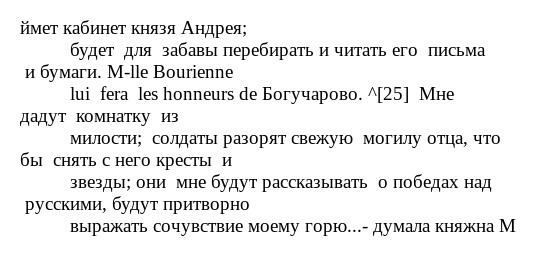 ймет кабинет князя Андрея;
будет для забавы перебирать и читать его письма
и бумаги. M-lle Bourienne
lui fera les honneurs de Богучарово. ^[25] Мне
дадут комнатку из
милости; солдаты разорят свежую могилу отца, что
бы снять с него кресты и
звезды; они мне будут рассказывать о победах над
русскими, будут притворно
выражать сочувствие моему горю...- думала княжна М